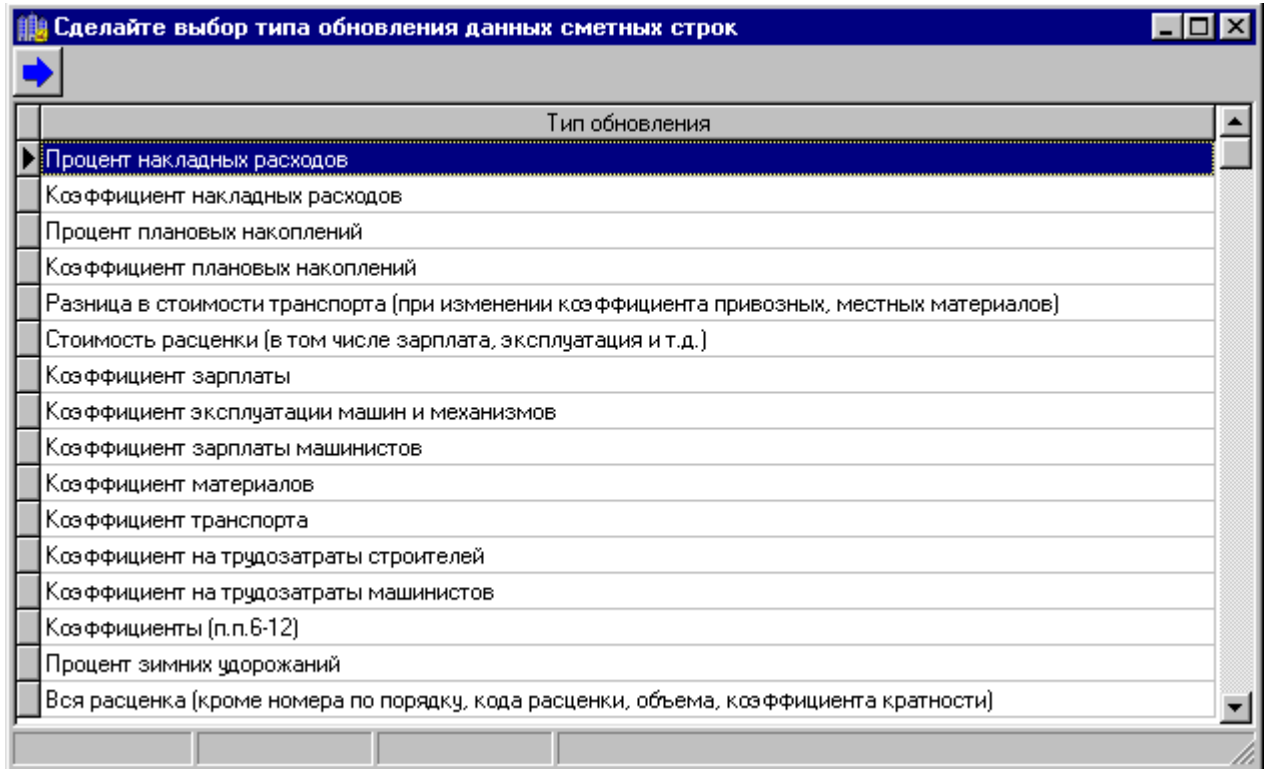 Сделайте выбор типа обновления данных сметных строк
Тип обновления
Процент накладных расходов
Коэффициент накладных расходов
Процент плановых накоплений
Коэффициент плановых накоплений
Разница в стоимости транспорта (при изменении коэффициента привозных, местных материалов)
Стоимость расценки (в том числе зарплата, эксплуатация и т.д.)
Коэффициент зарплаты
Коэффициент эксплуатации машин и механизмов
Коэффициент зарплаты машинистов
Коэффициент материалов
Коэффициент транспорта
Коэффициент на трудозатраты строителей
Коэффициент на трудозатраты машинистов
Коэффициенты (п.п.6-12)
Процент зимних удорожаний
Вся расценка (кроме номера по порядку, кода расценки, объема, коэффициента кратности)